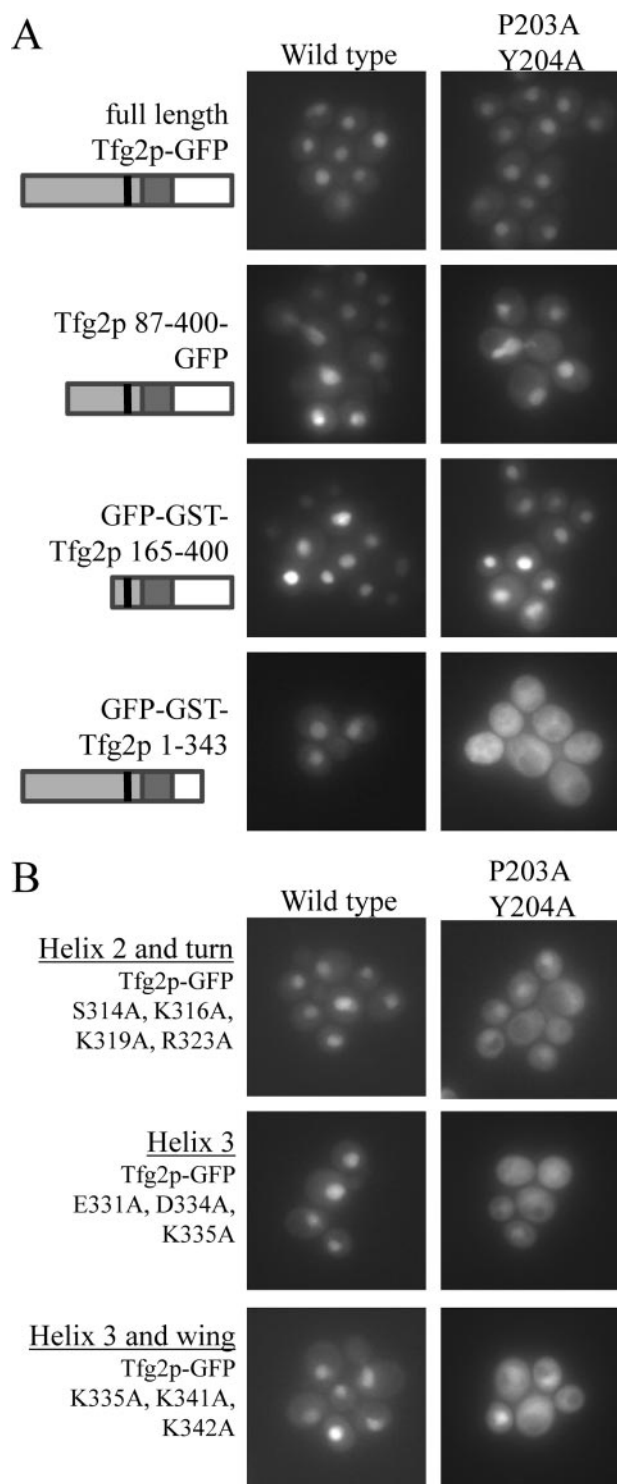 A
Wild type
P203A
Y204A
full length
Tfg2p-GFP
Tfg2p 87-400-
GFP
GFP-GST-
Tfg2p 165-400
GFP-GST-
Tfg2p 1-343
B
Wild type
P203A
Y204A
Helix 2 and turn
Tfg2p-GFP
S314A, K316A,
K319A, R323A
Helix 3
Tfg2p-GFP
E331A, D334A,
K335A
Helix 3 and wing
Tfg2p-GFP
K335A, K341A,
K342A